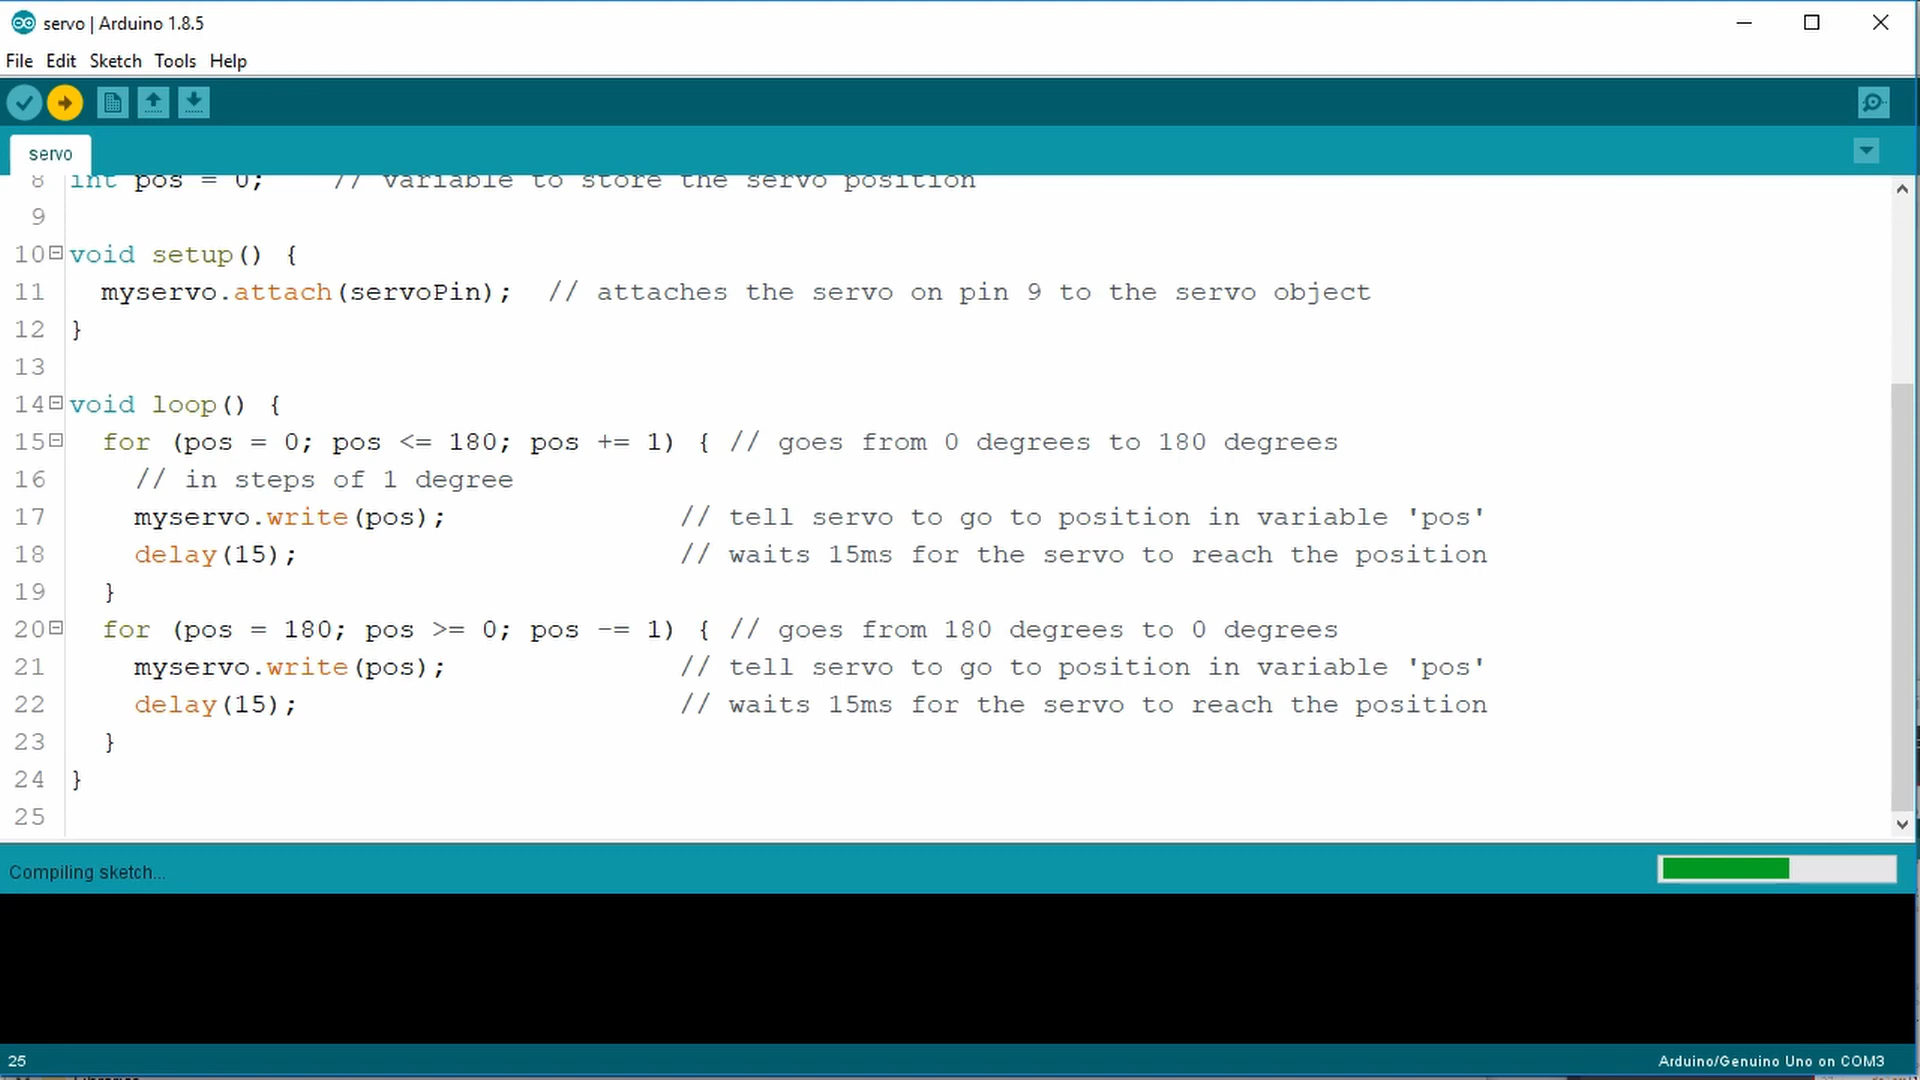 servo | Arduino 1.8.5
File Edit Sketch Tools Help
servo
8 int pos = 0;    // variable to store the servo position
9
10 void setup() {
11   myservo.attach(servoPin);  // attaches the servo on pin 9 to the servo object
12 }
13
14 void loop() {
15   for (pos = 0; pos <= 180; pos += 1) { // goes from 0 degrees to 180 degrees
16     // in steps of 1 degree
17     myservo.write(pos);              // tell servo to go to position in variable 'pos'
18     delay(15);                       // waits 15ms for the servo to reach the position
19   }
20   for (pos = 180; pos >= 0; pos -= 1) { // goes from 180 degrees to 0 degrees
21     myservo.write(pos);              // tell servo to go to position in variable 'pos'
22     delay(15);                       // waits 15ms for the servo to reach the position
23   }
24 }
25
Compiling sketch...
25
Arduino/Genuino Uno on COM3